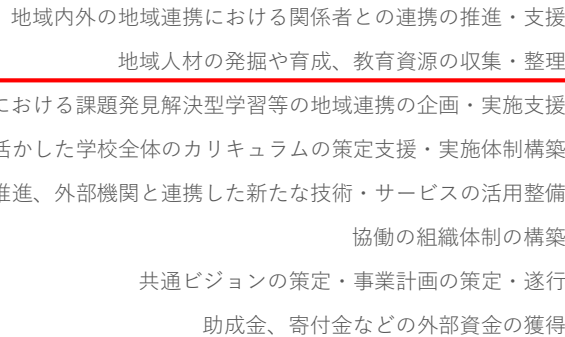 地域内外の地域連携における関係者との連携の推進・支援
地域人材の発掘や育成、教育資源の収集・整理
における課題発見解決型学習等の地域連携の企画・実施支援
活かした学校全体のカリキュラムの策定支援・実施体制構築
推進、外部機関と連携した新たな技術・サービスの活用整備
協働の組織体制の構築
共通ビジョンの策定・事業計画の策定・遂行
助成金、寄付金などの外部資金の獲得